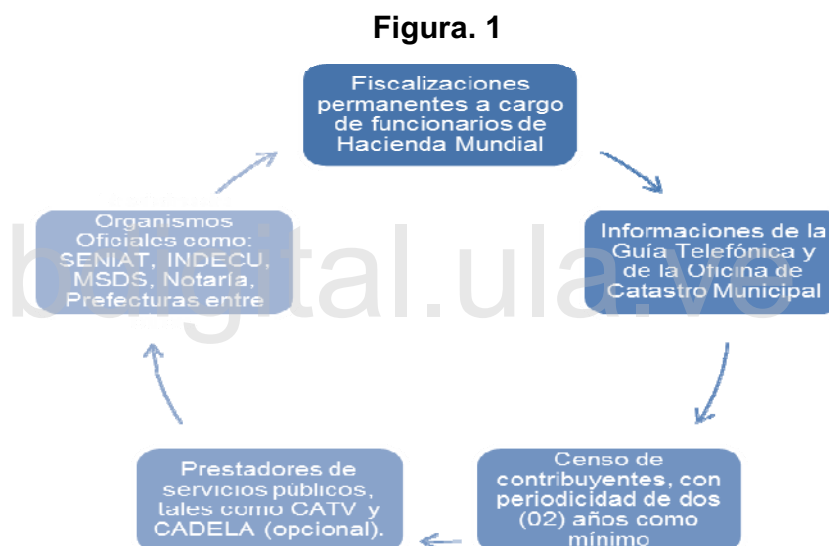 Figura. 1
Fiscalizaciones
permanentes a cargo
de funcionarios de
Hacienda Mundial
Informaciones de la
Guía Telefónica y
de la Oficina de
Catastro Municipal
Censo de
contribuyentes, con
periodicidad de dos
(02) años como
mínimo
Prestadores de
servicios públicos,
tales como CATV y
CADELA (opcional).
Organismos
Oficiales como:
SENIAT, INDECU,
MSDS, Notaría,
Prefecturas entre
bdigital.ula.ve